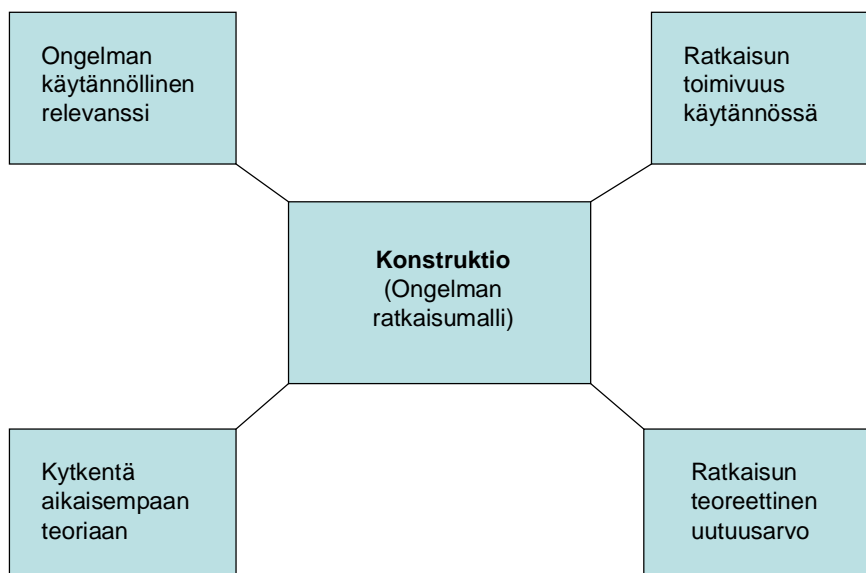 Ongelman
käytännöllinen
relevanssi
Ratkaisun
toimivuus
käytännössä
Konstruktio
(Ongelman
ratkaisumalli)
Kytkentä
aikaisempaan
teoriaan
Ratkaisun
teoreettinen
uutuusarvo